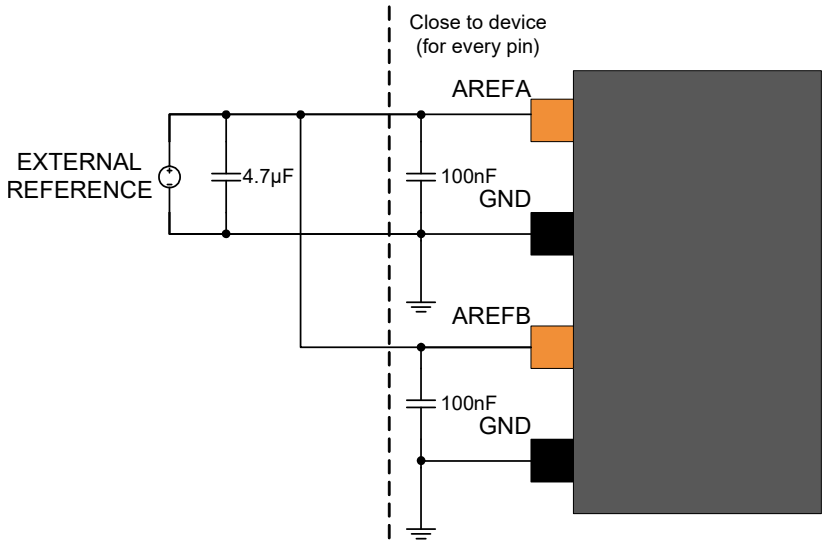 Close to device
(for every pin)
AREFA
EXTERNAL
REFERENCE
4.7µF
100nF
GND
AREFB
100nF
GND